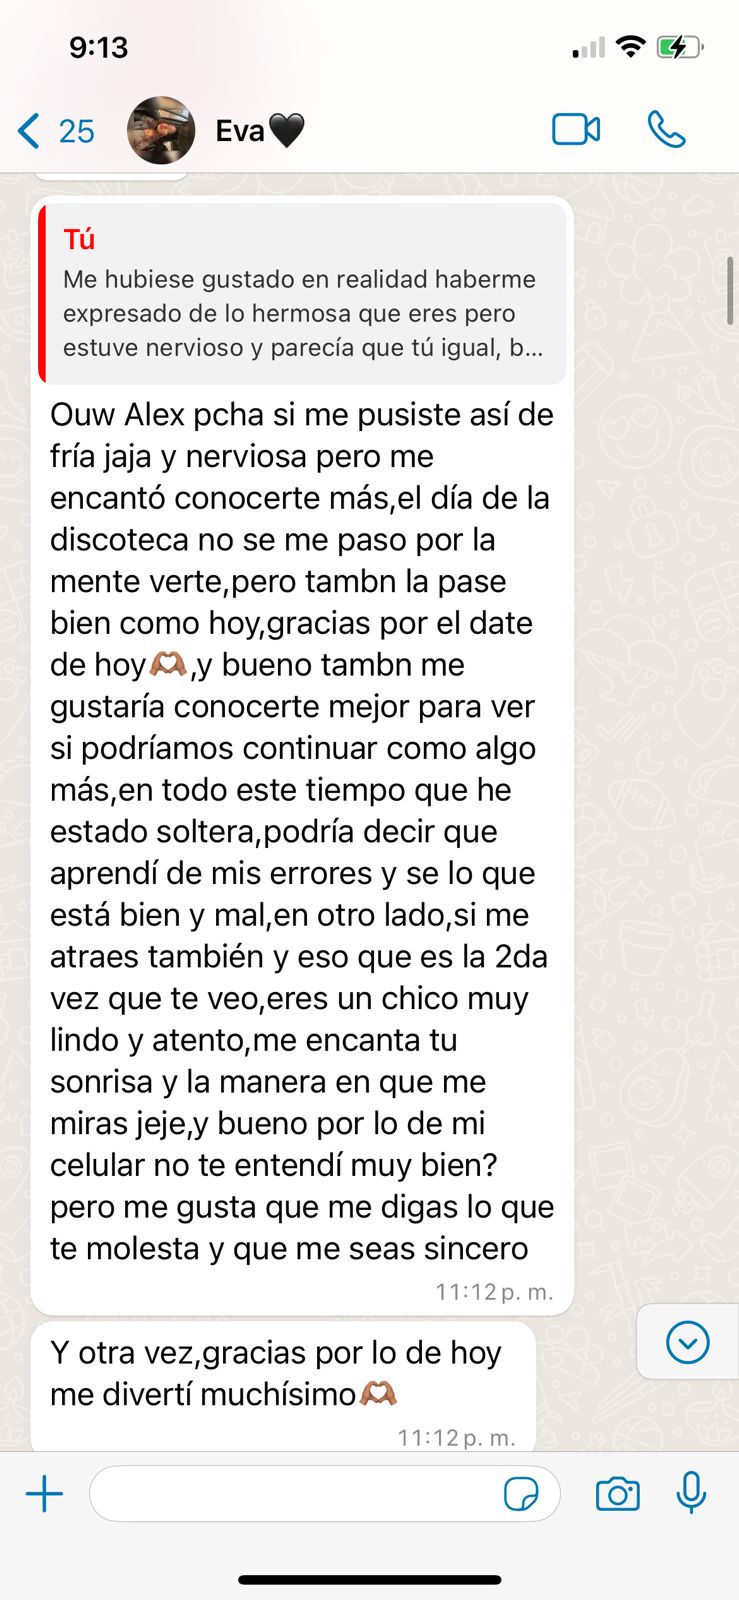 9:13
25
Eva🖤
Tú
Me hubiese gustado en realidad haberme
expresado de lo hermosa que eres pero
estuve nervioso y parecía que tú igual, b...
Ouw Alex pcha si me pusiste así de
fría jaja y nerviosa pero me
encantó conocerte más,el día de la
discoteca no se me paso por la
mente verte,pero tambn la pase
bien como hoy,gracias por el date
de hoy🫶🏽,y bueno tambn me
gustaría conocerte mejor para ver
si podríamos continuar como algo
más,en todo este tiempo que he
estado soltera,podría decir que
aprendí de mis errores y se lo que
está bien y mal,en otro lado,si me
atraes también y eso que es la 2da
vez que te veo,eres un chico muy
lindo y atento,me encanta tu
sonrisa y la manera en que me
miras jeje,y bueno por lo de mi
celular no te entendí muy bien?
pero me gusta que me digas lo que
te molesta y que me seas sincero
11:12 p. m.
Y otra vez,gracias por lo de hoy
me divertí muchísimo🫶🏽
11:12 p. m.